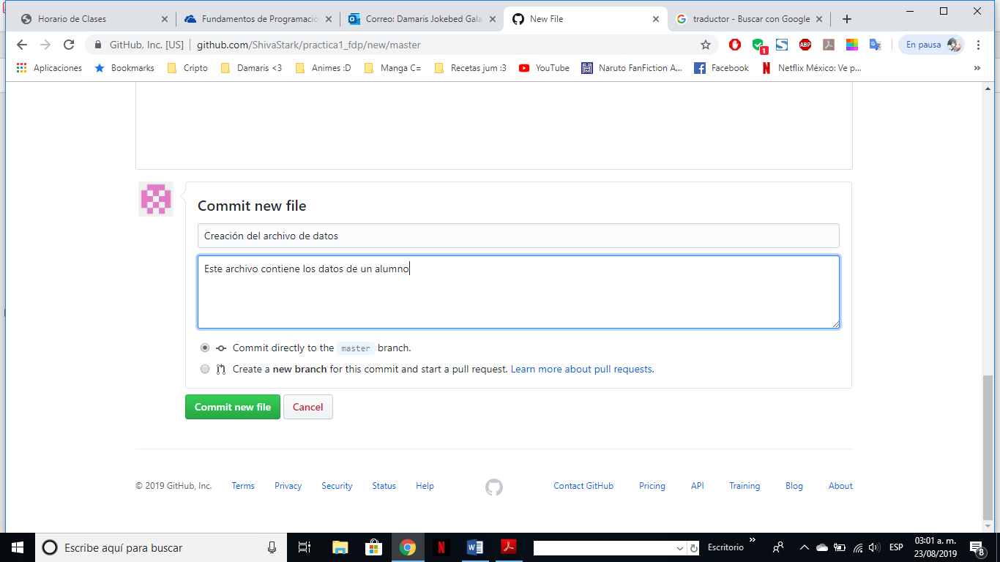 Horario de Clases
Fundamentos de Programació
Correo: Damaris Jokebed Gala
New File
traductor - Buscar con Google
GitHub, Inc. [US] | github.com/ShivaStark/practica1_fdp/new/master
1
ABP
En pausa
Aplicaciones
Bookmarks
Cripto
Damaris <3
Animes :D
Manga C=
Recetas jum :3
YouTube
Naruto FanFiction A...
Facebook
Netflix México: Ve p...
»
Commit new file
Creación del archivo de datos
Este archivo contiene los datos de un alumno
Commit directly to the master branch.
Create a new branch for this commit and start a pull request. Learn more about pull requests.
Commit new file
Cancel
© 2019 GitHub, Inc.
Terms
Privacy
Security
Status
Help
Contact GitHub
Pricing
API
Training
Blog
About
Escribe aquí para buscar
Escritorio
»
ESP
03:01 a. m.
23/08/2019
8